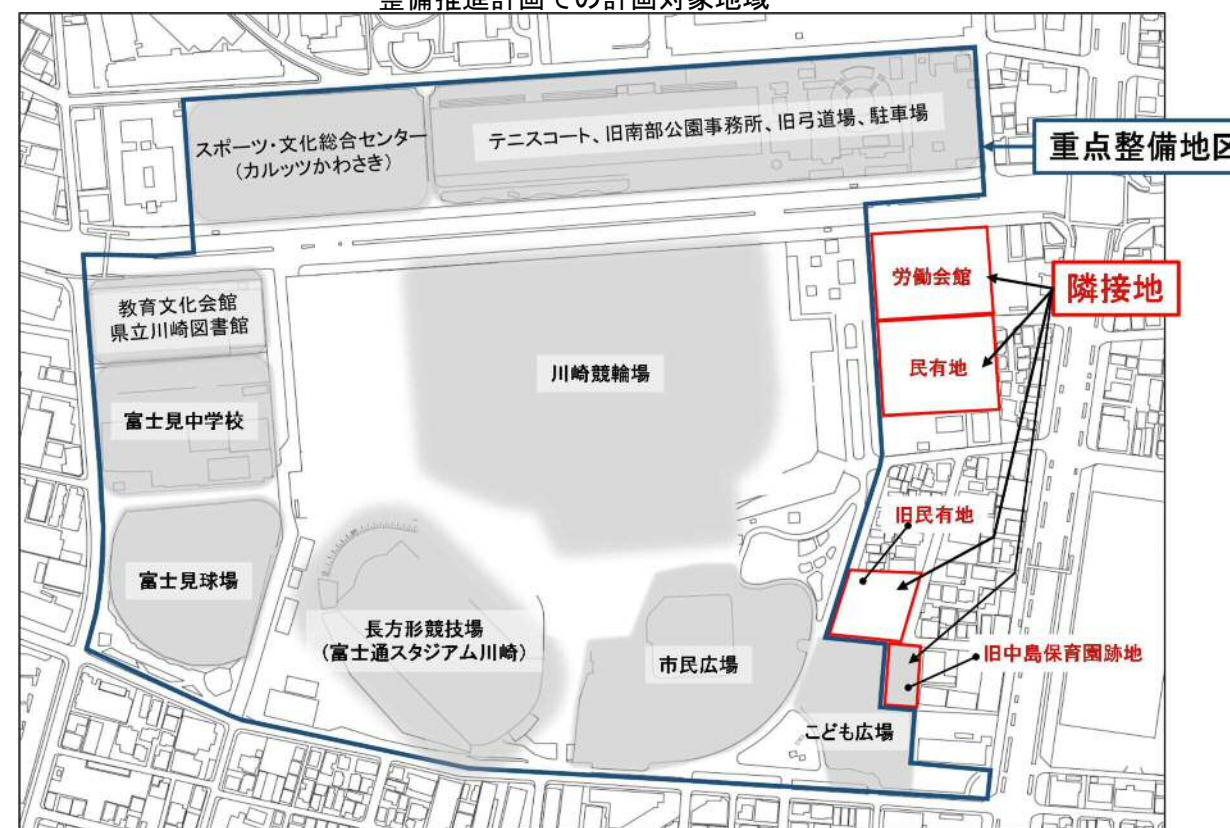 整備推進計画での計画対象地域
スポーツ・文化総合センター
(カルッツかわさき)
テニスコート、旧南部公園事務所、旧弓道場、駐車場
重点整備地区
労働会館
隣接地
教育文化会館
県立川崎図書館
民有地
川崎競輪場
富士見中学校
旧民有地
富士見球場
長方形競技場
(富士通スタジアム川崎)
市民広場
旧中島保育園跡地
こども広場